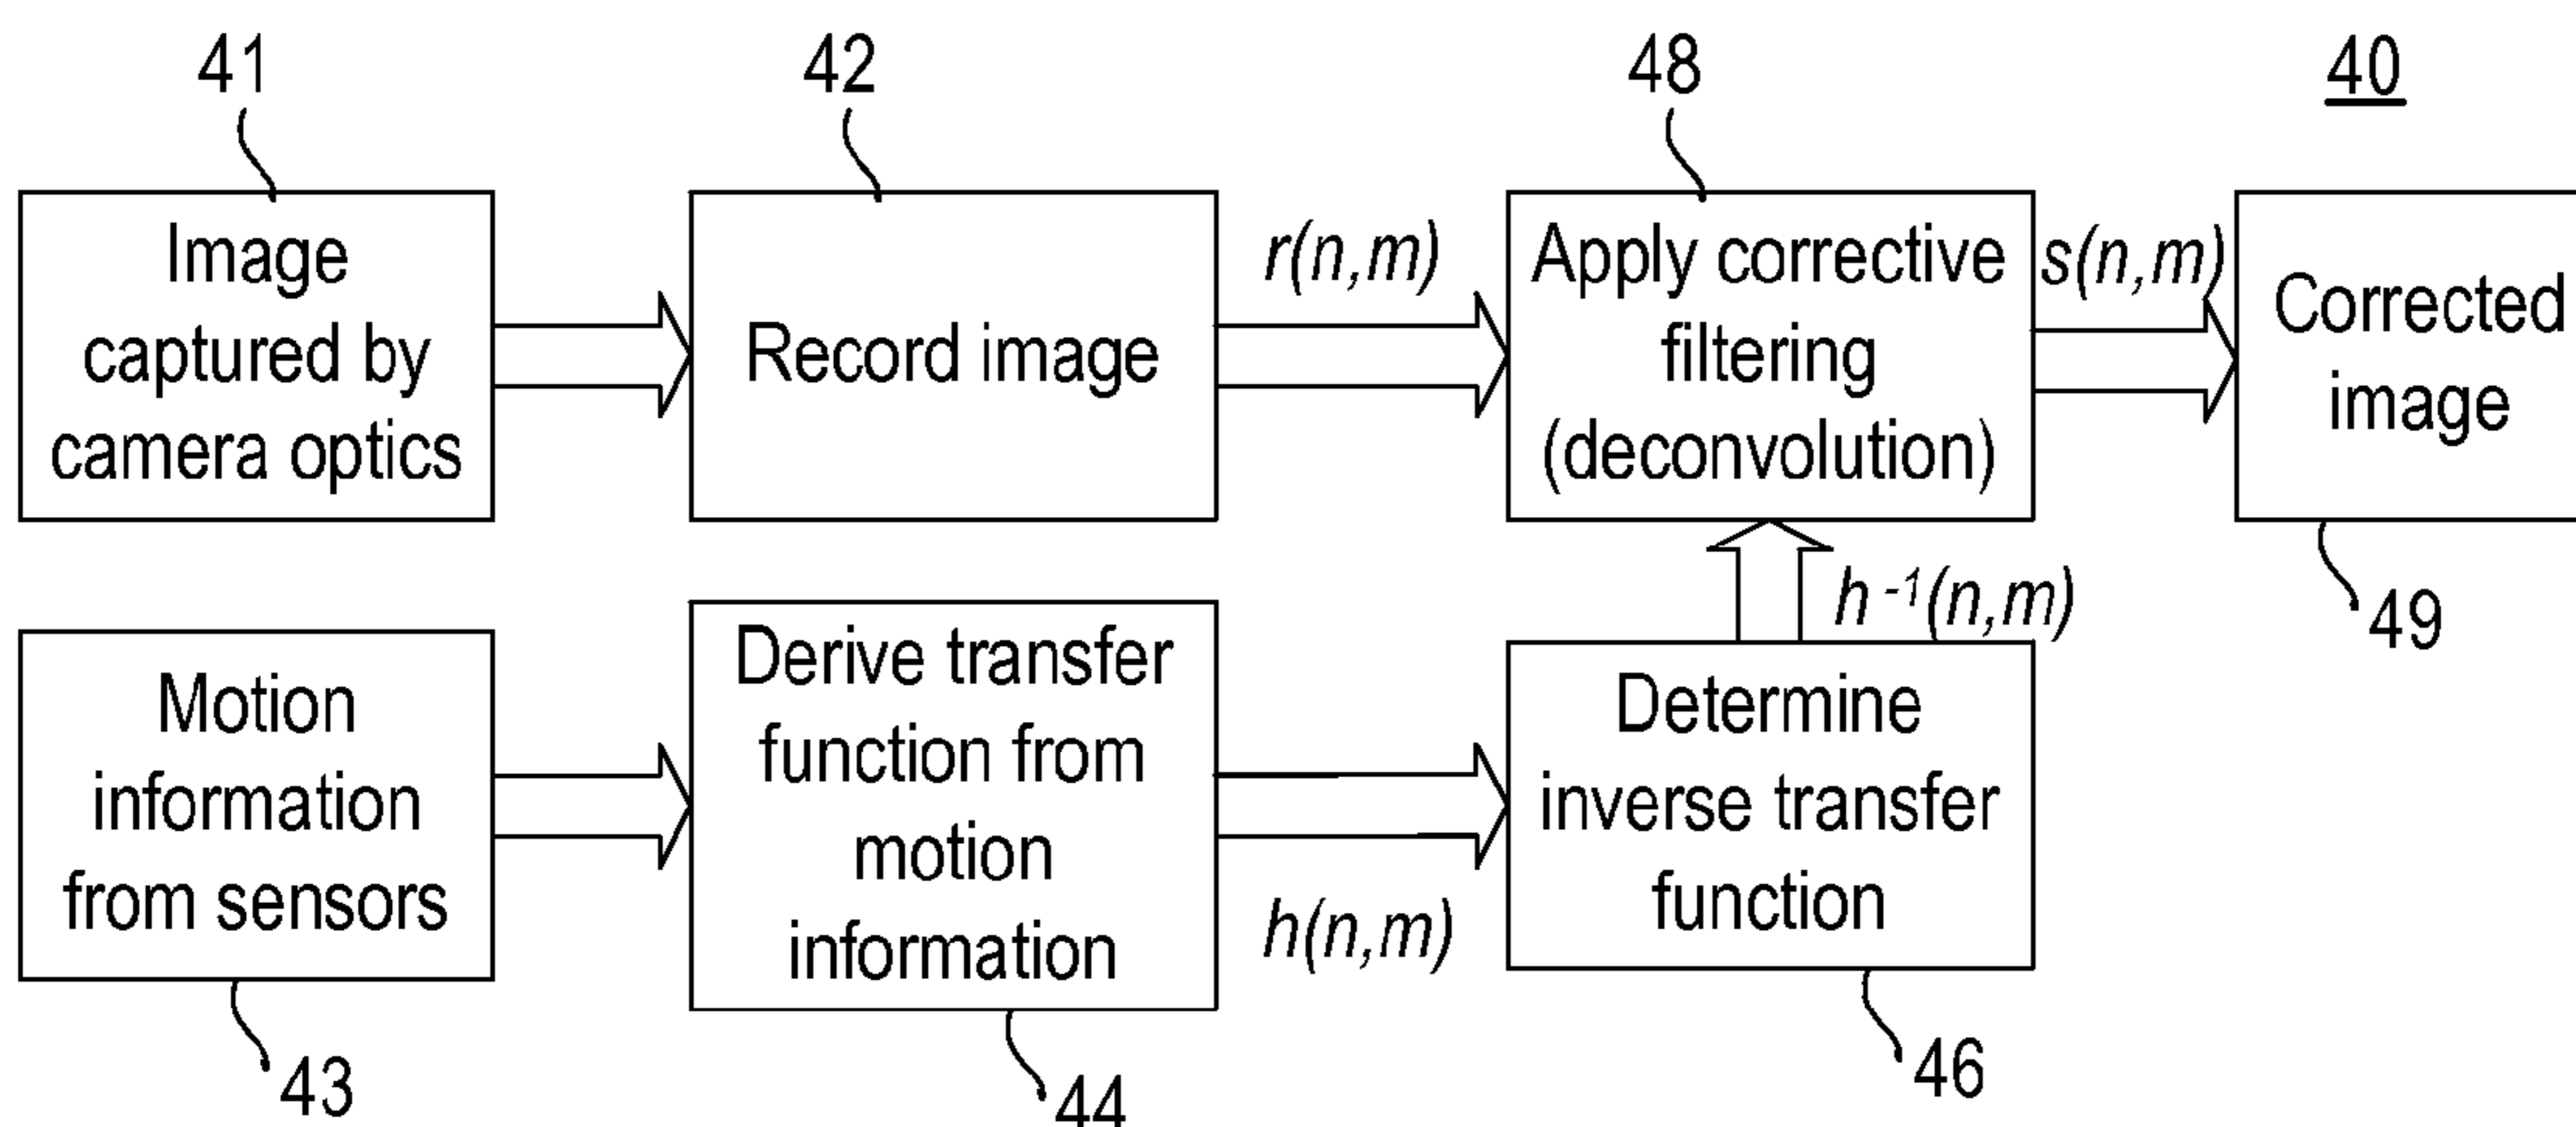 41
42
48
40
Image
captured by
camera optics
Record image
r(n,m)
Apply corrective
filtering
(deconvolution)
s(n,m)
Corrected
image
49
Motion
information
from sensors
43
Derive transfer
function from
motion
information
44
h(n,m)
Determine
inverse transfer
function
46
h⁻¹(n,m)